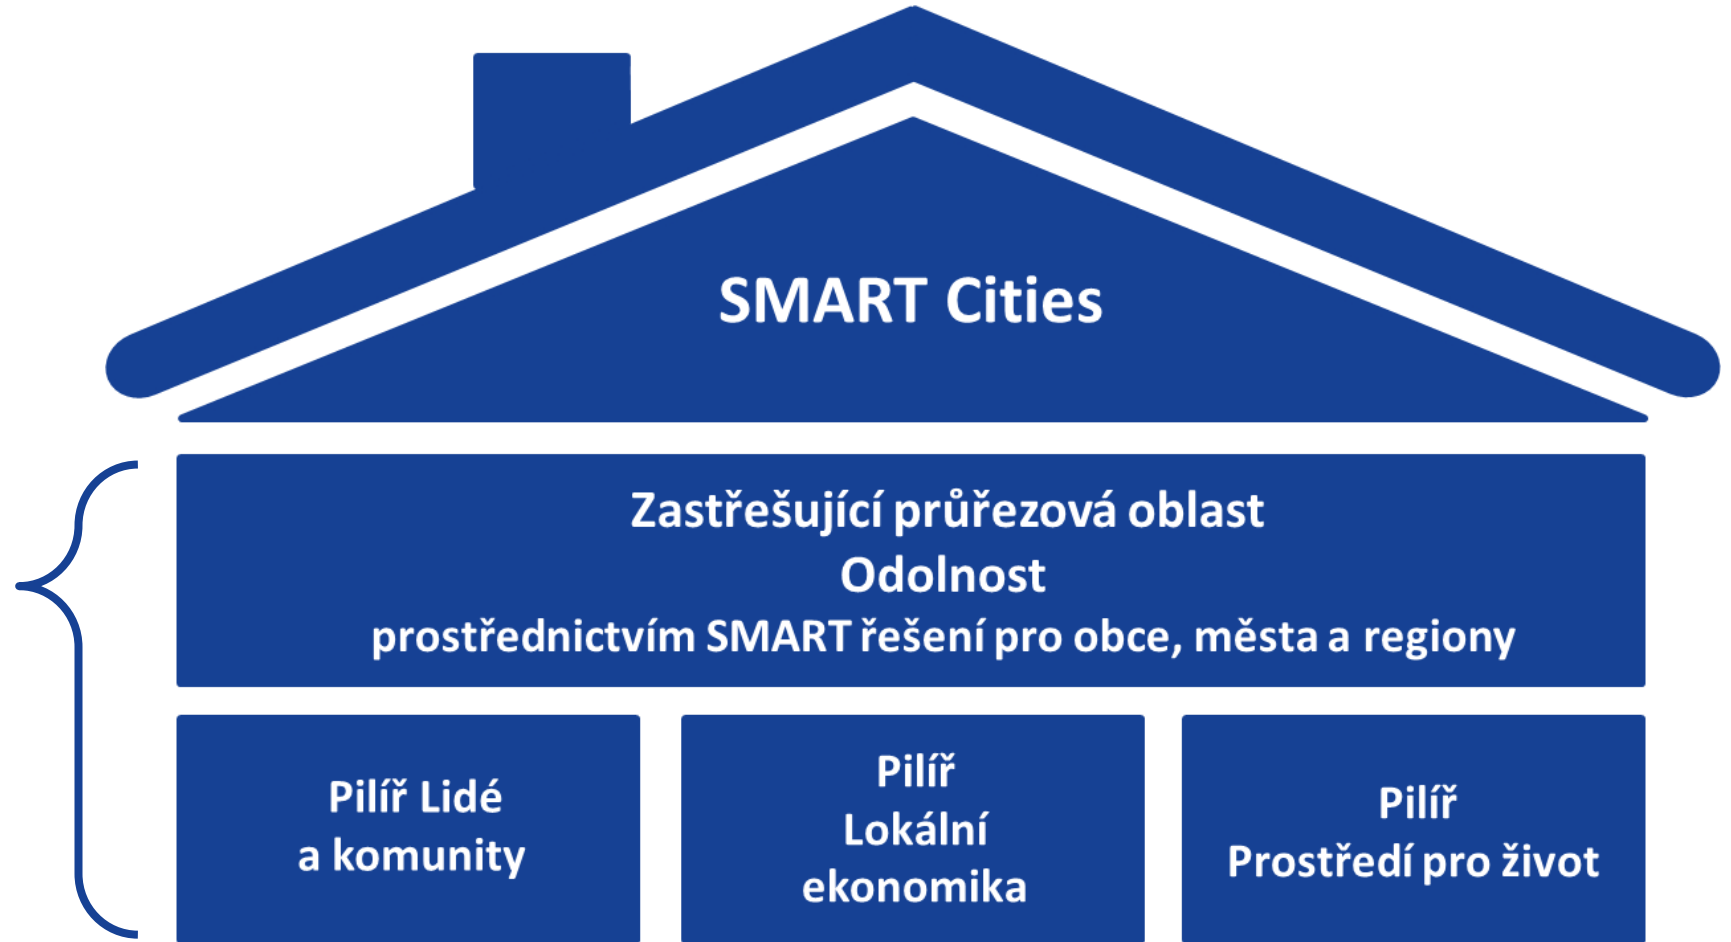 SMART Cities
Zastřešující průřezová oblast
Odolnost
prostřednictvím SMART řešení pro obce, města a regiony
Pilíř Lidé
a komunity
Pilíř
Lokální
ekonomika
Pilíř
Prostředí pro život